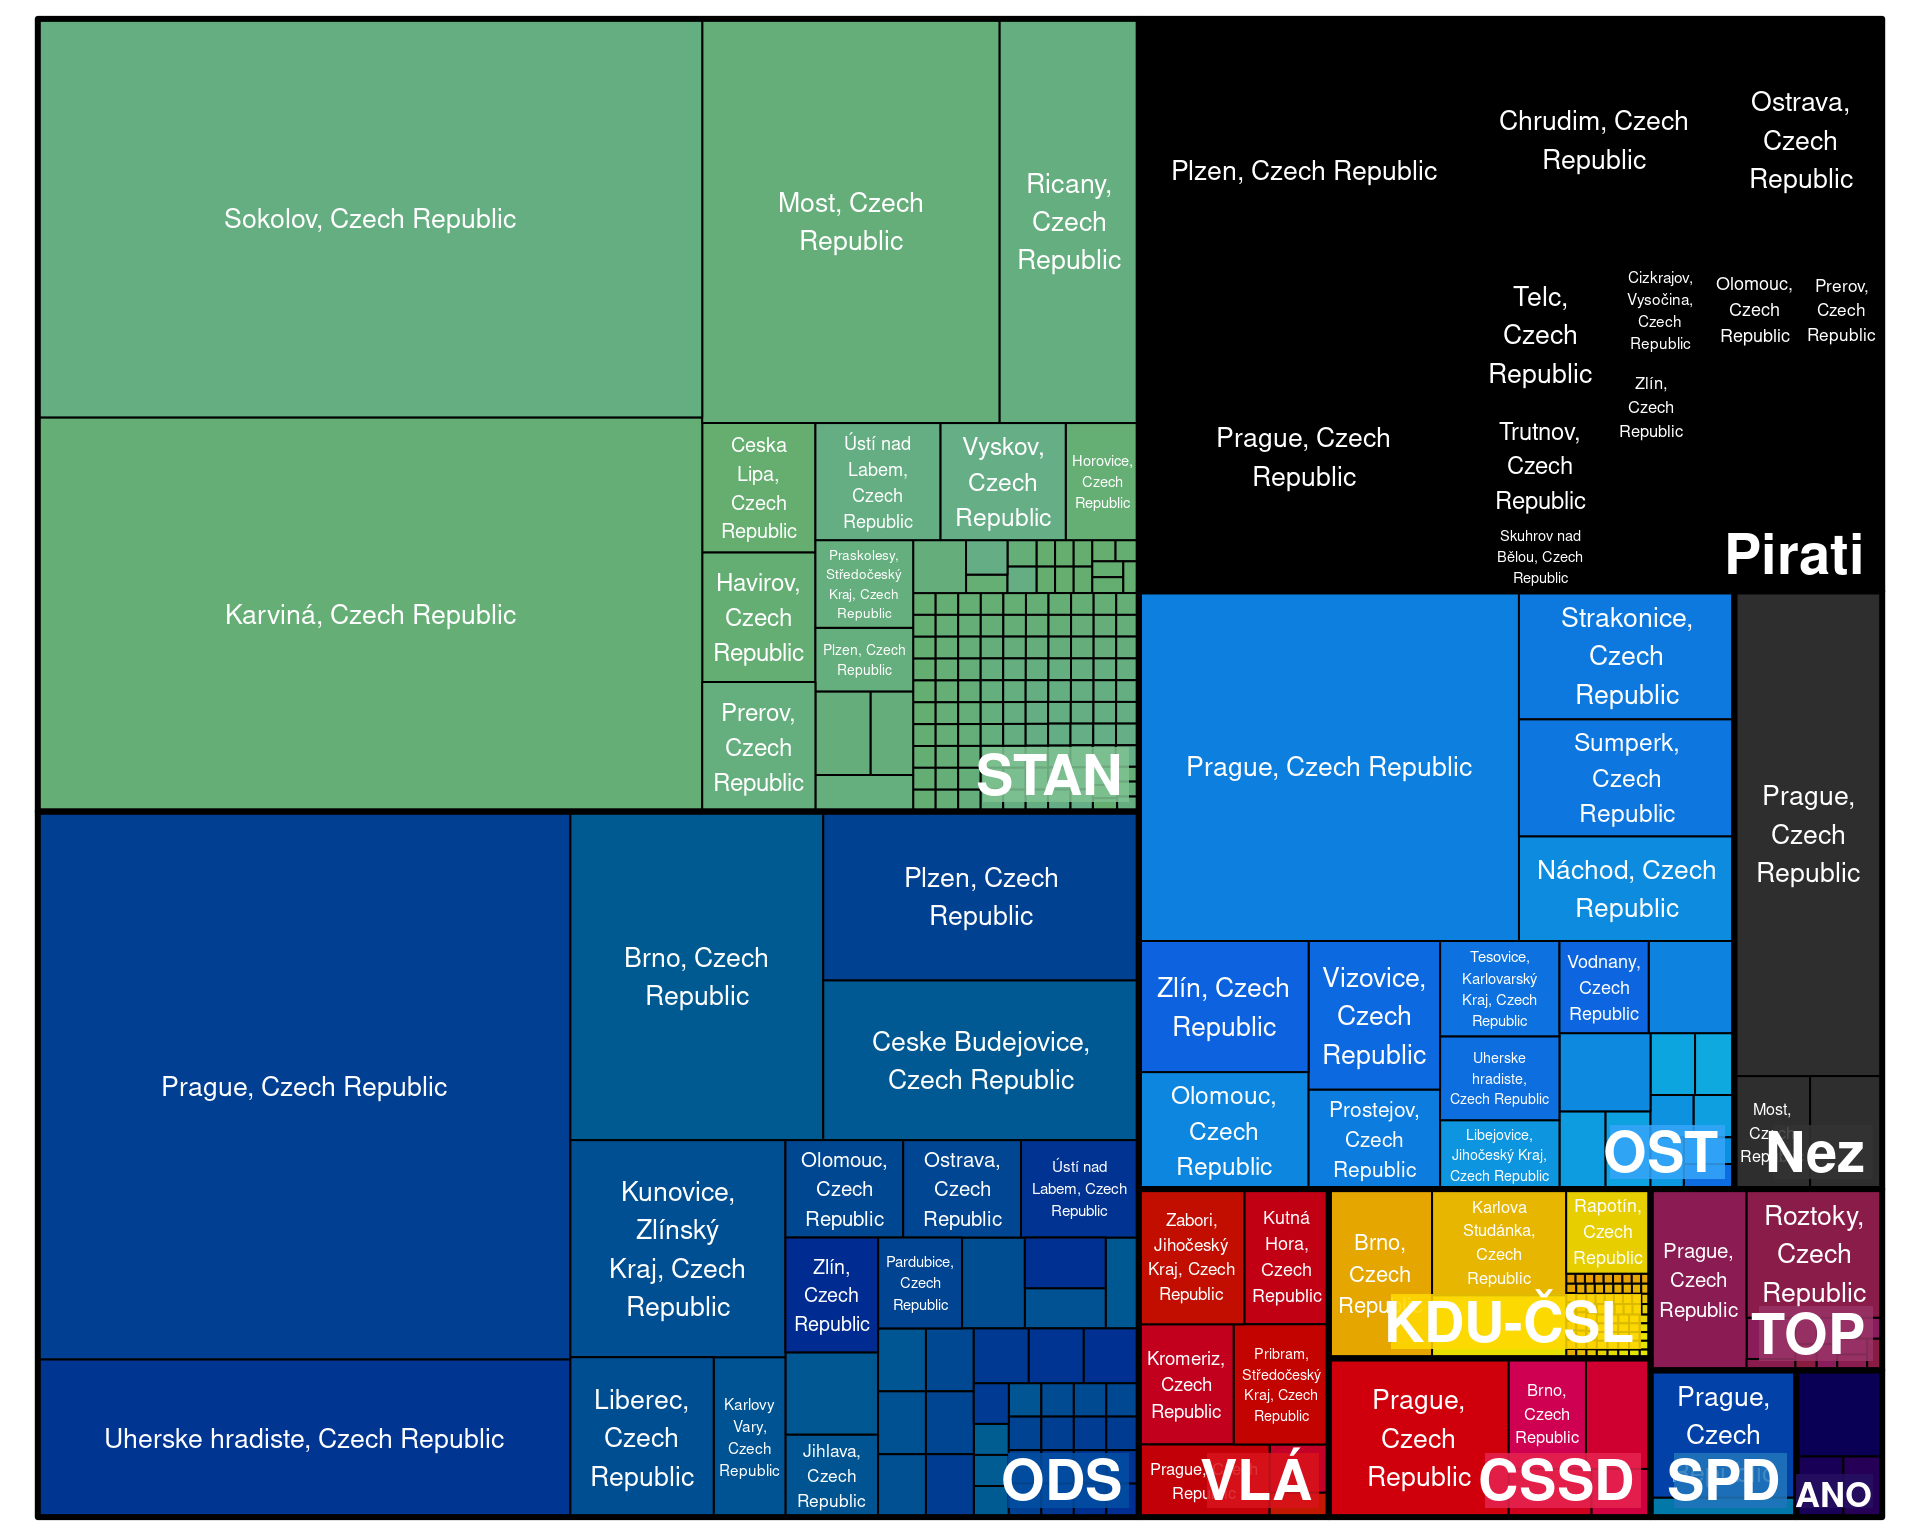 Sokolov, Czech Republic
Most, Czech
Republic
Ricany,
Czech
Republic
Karviná, Czech Republic
Ceska
Lipa,
Czech
Republic
Ústí nad
Labem,
Czech
Republic
Vyskov,
Czech
Republic
Horovice,
Czech
Republic
Havirov,
Czech
Republic
Praskolesy,
Středočeský
Kraj, Czech
Republic
Plzen, Czech
Republic
Prerov,
Czech
Republic
STAN
Plzen, Czech Republic
Chrudim, Czech
Republic
Ostrava,
Czech
Republic
Prague, Czech
Republic
Telc,
Czech
Republic
Cizkrajov,
Vysočina,
Czech
Republic
Olomouc,
Czech
Republic
Prerov,
Czech
Republic
Zlín,
Czech
Republic
Trutnov,
Czech
Republic
Skuhrov nad
Bělou, Czech
Republic
Pirati
Prague, Czech Republic
Brno, Czech
Republic
Plzen, Czech
Republic
Ceske Budejovice,
Czech Republic
Uherske hradiste, Czech Republic
Kunovice,
Zlínský
Kraj, Czech
Republic
Olomouc,
Czech
Republic
Ostrava,
Czech
Republic
Ústí nad
Labem, Czech
Republic
Zlín,
Czech
Republic
Pardubice,
Czech
Republic
Liberec,
Czech
Republic
Karlovy
Vary,
Czech
Republic
Jihlava,
Czech
Republic
ODS
Prague, Czech Republic
Strakonice,
Czech
Republic
Sumperk,
Czech
Republic
Náchod, Czech
Republic
Zlín, Czech
Republic
Vizovice,
Czech
Republic
Tesovice,
Karlovarský
Kraj, Czech
Republic
Vodnany,
Czech
Republic
Olomouc,
Czech
Republic
Prostejov,
Czech
Republic
Uherske
hradiste,
Czech Republic
Libejovice,
Jihočeský Kraj,
Czech Republic
OST
Prague,
Czech
Republic
Most,
Nez
Zabori,
Jihočeský
Kraj, Czech
Republic
Kutná
Hora,
Czech
Republic
Kromeriz,
Czech
Republic
Pribram,
Středočeský
Kraj, Czech
Republic
Prague,
VLÁ
Brno,
Czech
Karlova
Studánka,
Czech
Republic
Rapotín,
Czech
Republic
KDU-ČSL
Prague,
Czech
Republic
Roztoky,
Czech
Republic
TOP
Prague,
Czech
Republic
Brno,
Czech
Republic
CSSD
Prague,
Czech
SPD
ANO